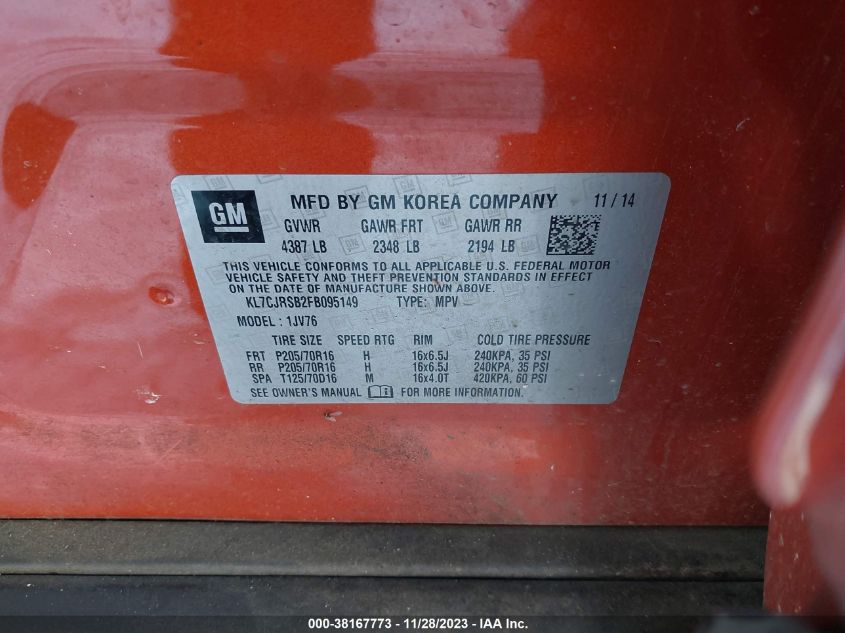 GM MFD BY GM KOREA COMPANY 11/14
GVWR GAWR FRT GAWR RR
4387 LB 2348 LB 2194 LB
THIS VEHICLE CONFORMS TO ALL APPLICABLE U.S. FEDERAL MOTOR
VEHICLE SAFETY AND THEFT PREVENTION STANDARDS IN EFFECT
ON THE DATE OF MANUFACTURE SHOWN ABOVE.
KL7CJRSB2FB095149 TYPE: MPV
MODEL : 1JV76
TIRE SIZE SPEED RTG RIM COLD TIRE PRESSURE
FRT P205/70R16 H 16x6.5J 240KPA, 35 PSI
RR P205/70R16 H 16x6.5J 240KPA, 35 PSI
SPA T125/70D16 M 16x4.0T 420KPA, 60 PSI
SEE OWNER'S MANUAL FOR MORE INFORMATION.
000-38167773 - 11/28/2023 - IAA Inc.